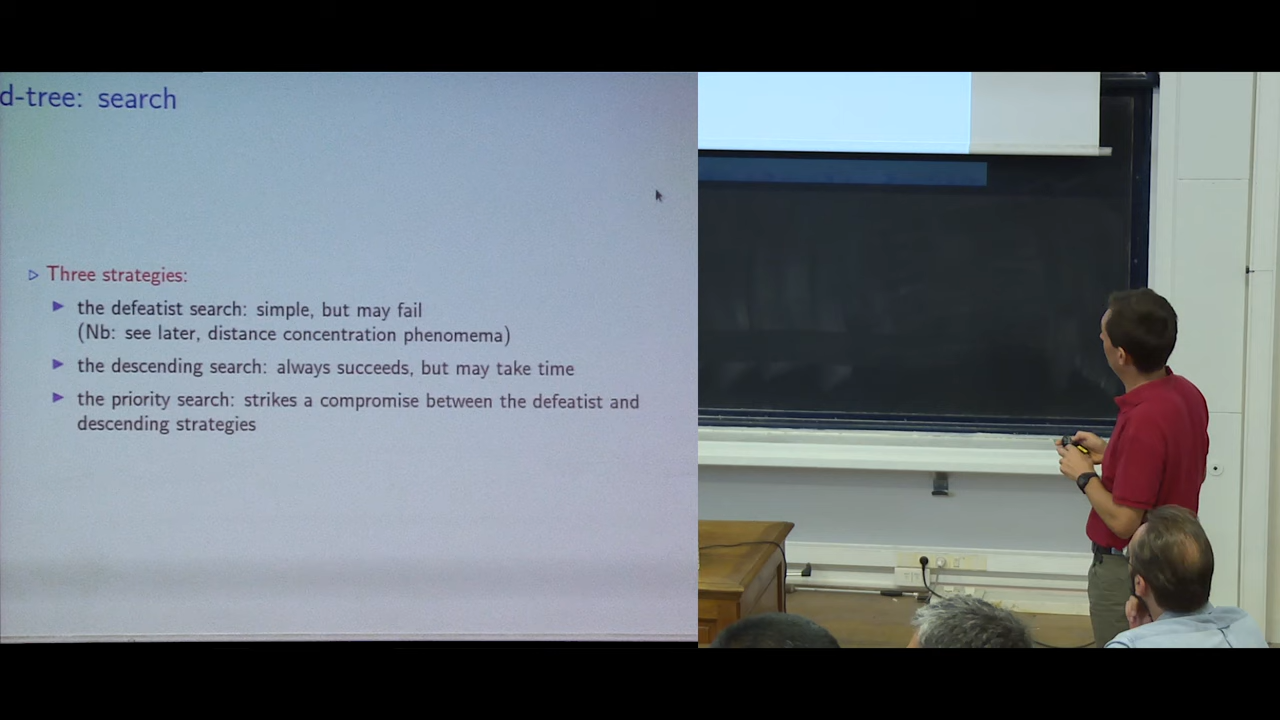 d-tree: search
Three strategies:
the defeatist search: simple, but may fail
(Nb: see later, distance concentration phenomema)
the descending search: always succeeds, but may take time
the priority search: strikes a compromise between the defeatist and
descending strategies